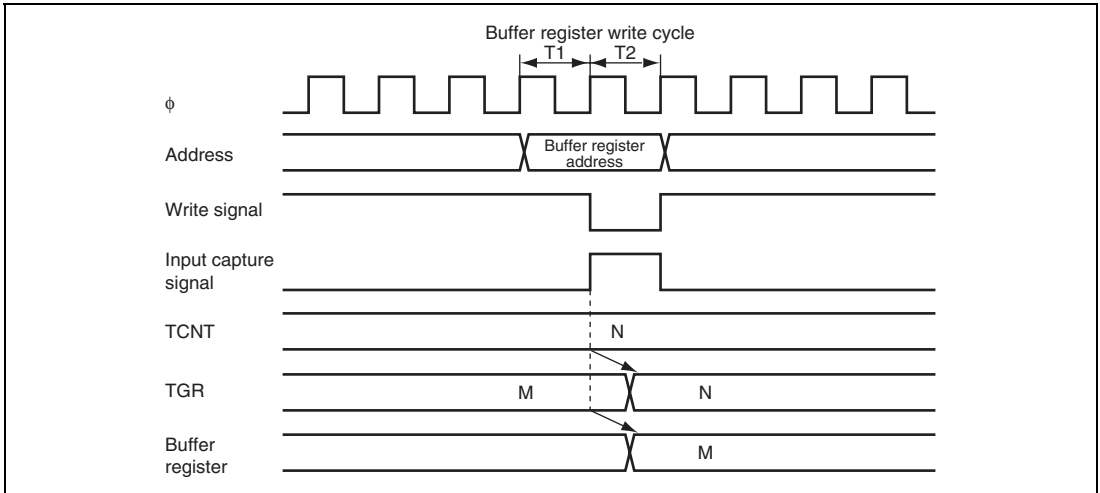 Buffer register write cycle
T1 T2
ϕ
Address
Buffer register
address
Write signal
Input capture
signal
TCNT
N
TGR
M N
Buffer
register
M